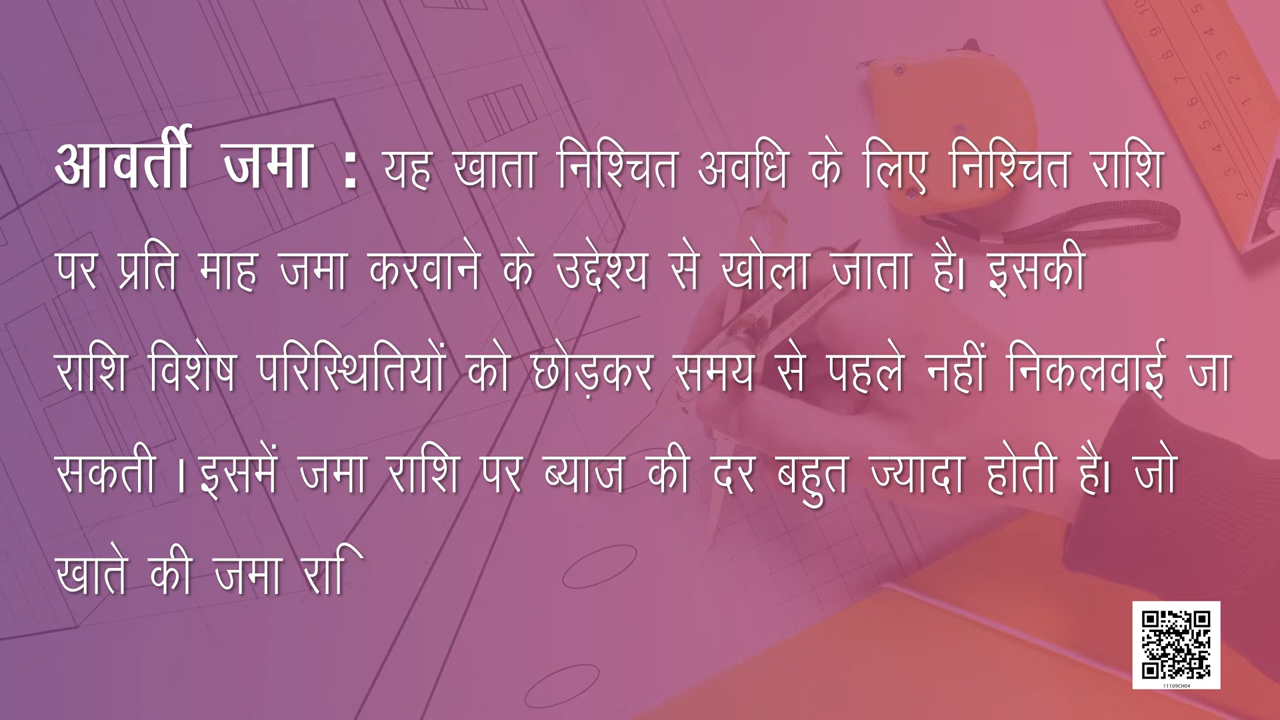 आवर्ती जमा : यह खाता निश्चित अवधि के लिए निश्चित राशि
पर प्रति माह जमा करवाने के उद्देश्य से खोला जाता है। इसकी
राशि विशेष परिस्थितियों को छोड़कर समय से पहले नहीं निकलवाई जा
सकती । इसमें जमा राशि पर ब्याज की दर बहुत ज्यादा होती है। जो
खाते की जमा राि
11109CH04